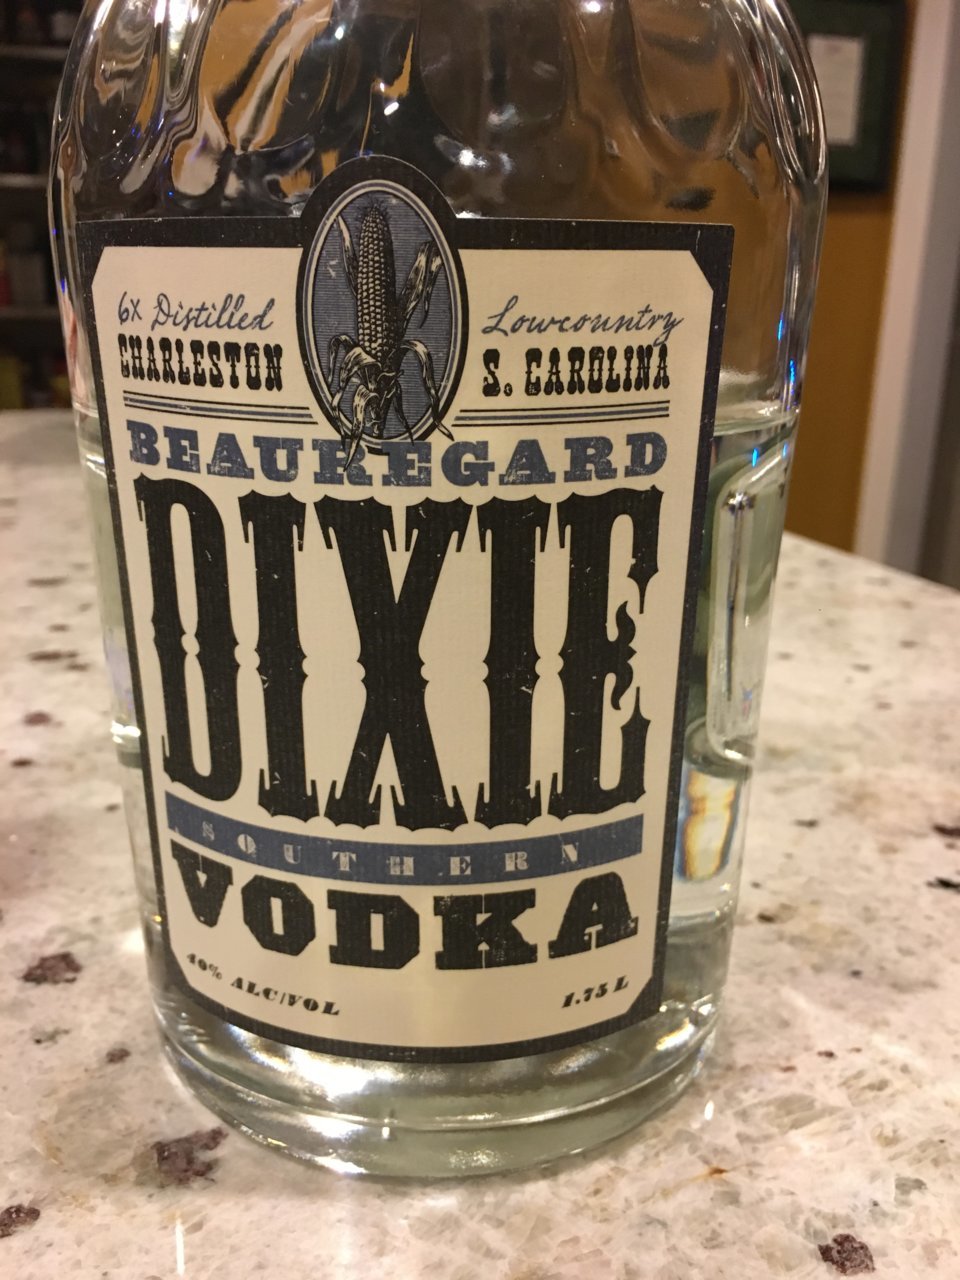 6X Distilled
CHARLESTON
Lowcountry
S. CAROLINA
BEAUREGARD
DIXIE
SOUTHERN
VODKA
40% ALC/VOL
1.75 L